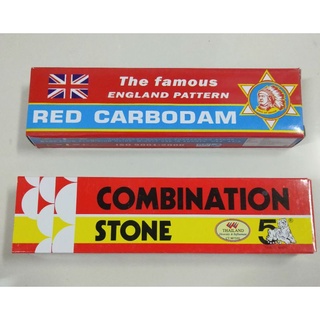 The famous
ENGLAND PATTERN
RED CARBODAM
COMBINATION
STONE
THAILAND
5